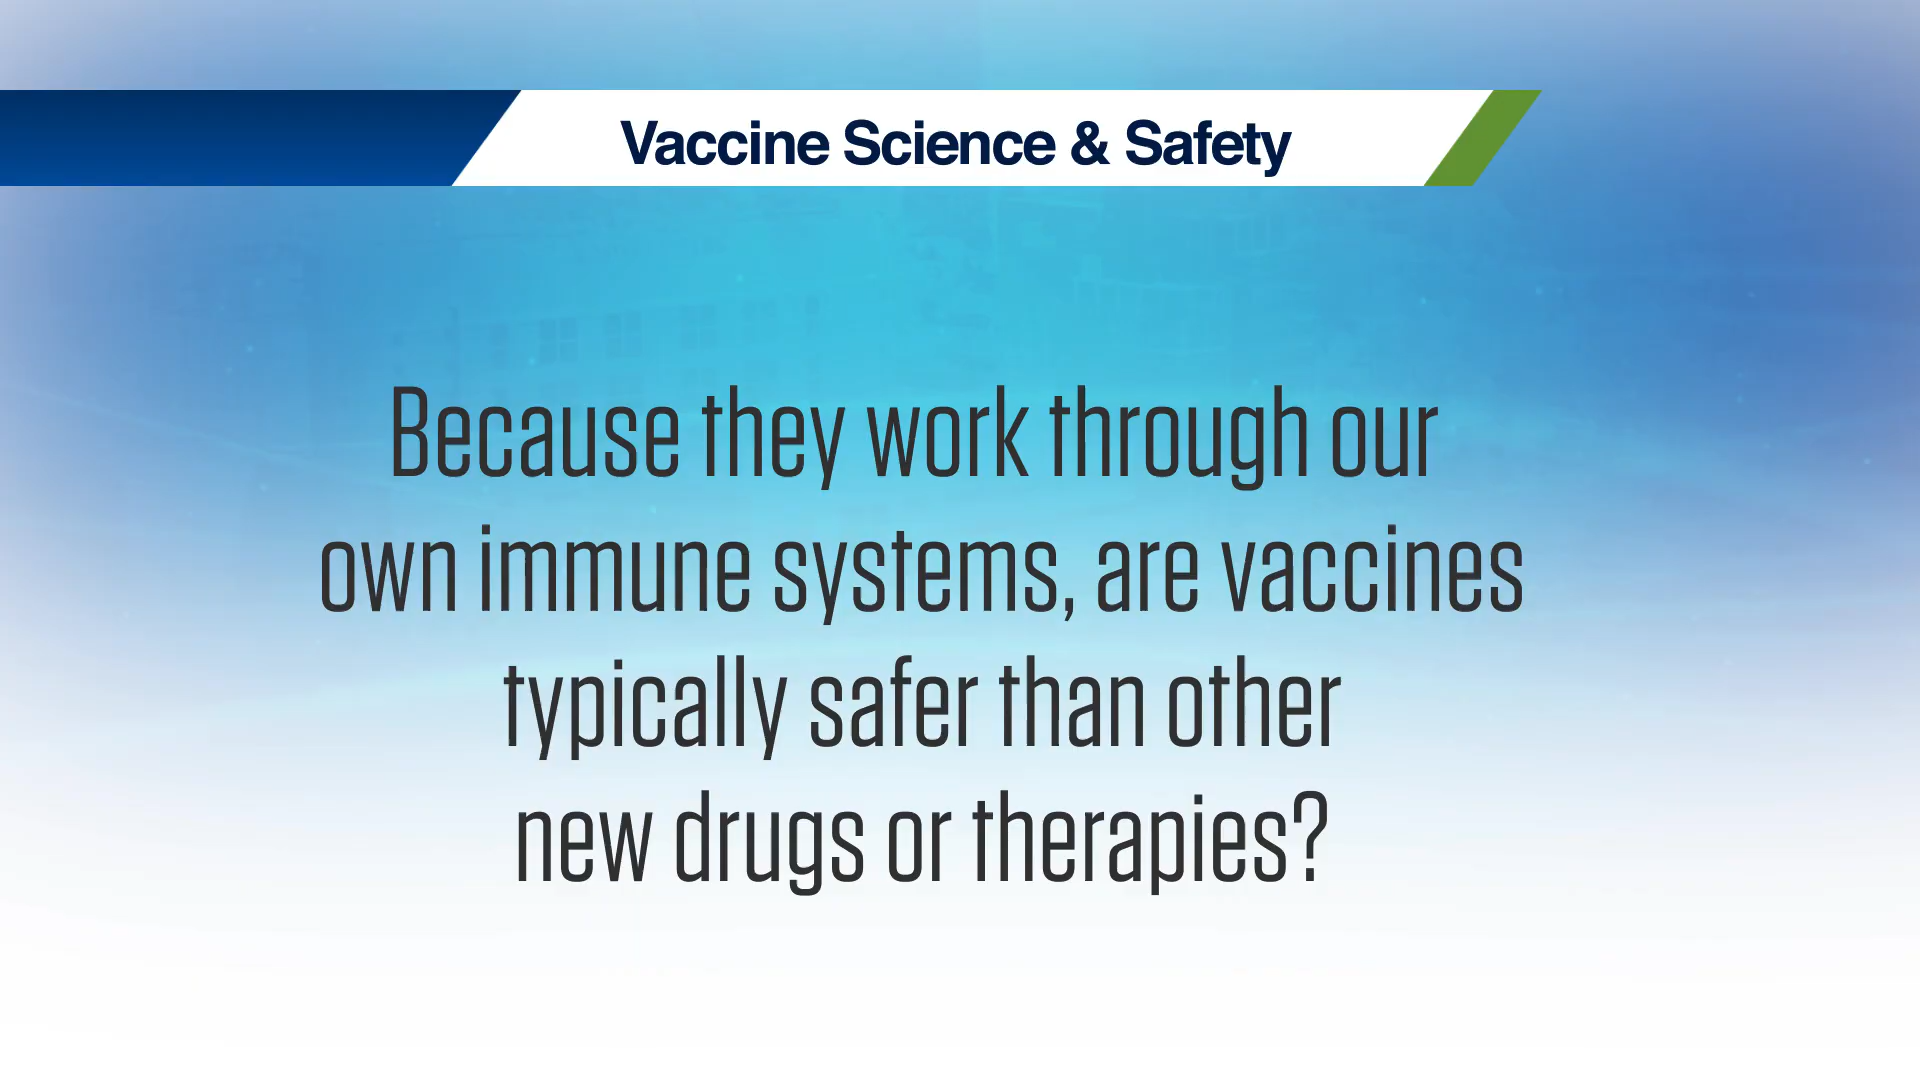 Vaccine Science & Safety
Because they work through our
own immune systems, are vaccines
typically safer than other
new drugs or therapies?